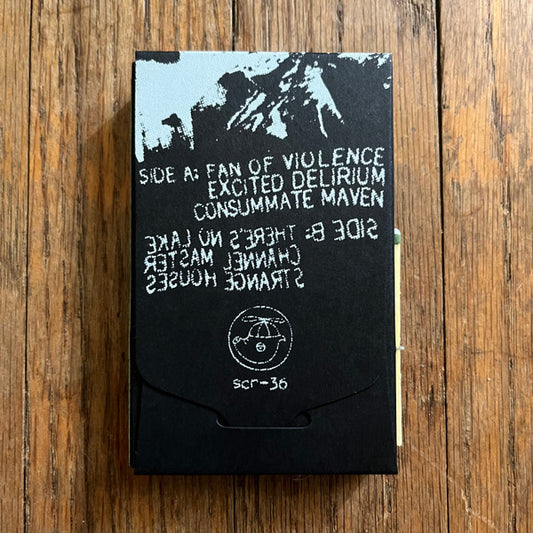 SIDE A: FAN OF VIOLENCE
EXCITED DELIRIUM
CONSUMMATE MAVEN
SIDE B: THERE'S NO LAKE
CHANNEL MASTER
STRANGE HOUSES
scr-36